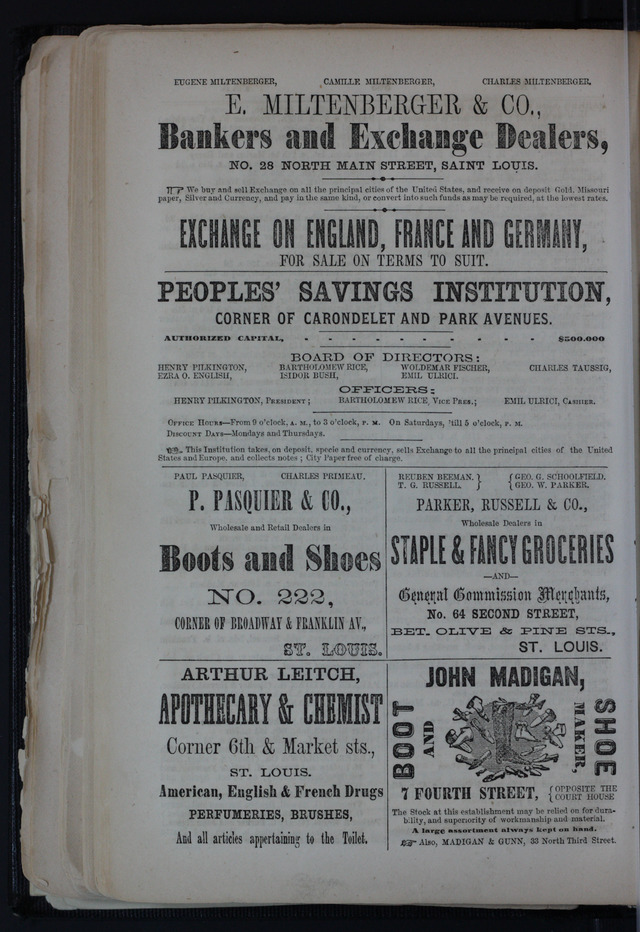 EUGENE MILTENBERGER, CAMILLE MILTENBERGER, CHARLES MILTENBERGER.
E. MILTENBERGER & CO.,
Bankers and Exchange Dealers,
NO. 28 NORTH MAIN STREET, SAINT LOUIS.
☞ We buy and sell Exchange on all the principal cities of the United States, and receive on deposit Gold, Missouri
paper, Silver and Currency, and pay in the same kind, or convert into such funds as may be required, at the lowest rates.
EXCHANGE ON ENGLAND, FRANCE AND GERMANY,
FOR SALE ON TERMS TO SUIT.
PEOPLES' SAVINGS INSTITUTION,
CORNER OF CARONDELET AND PARK AVENUES.
AUTHORIZED CAPITAL, - - - - - - - - - - $500.000
BOARD OF DIRECTORS:
HENRY PILKINGTON, BARTHOLOMEW RICE, WOLDEMAR FISCHER, CHARLES TAUSSIG,
EZRA O. ENGLISH, ISIDOR BUSH, EMIL ULRICI.
OFFICERS:
HENRY PILKINGTON, PRESIDENT; BARTHOLOMEW RICE, VICE PRES.; EMIL ULRICI, CASHIER.
OFFICE HOURS—From 9 o'clock, A. M., to 3 o'clock, P. M. On Saturdays, 'till 5 o'clock, P. M.
DISCOUNT DAYS—Mondays and Thursdays.
☞ This Institution takes, on deposit, specie and currency, sells Exchange to all the principal cities of the United
States and Europe, and collects notes; City Paper free of charge.
PAUL PASQUIER, CHARLES PRIMEAU.
P. PASQUIER & CO.,
Wholesale and Retail Dealers in
Boots and Shoes
NO. 222,
CORNER OF BROADWAY & FRANKLIN AV.,
ST. LOUIS.
REUBEN BEEMAN. } { GEO. G. SCHOOLFIELD.
T. G. RUSSELL. } { GEO. W. PARKER.
PARKER, RUSSELL & CO.,
Wholesale Dealers in
STAPLE & FANCY GROCERIES
—AND—
General Commission Merchants,
No. 64 SECOND STREET,
BET. OLIVE & PINE STS.,
ST. LOUIS.
ARTHUR LEITCH,
APOTHECARY & CHEMIST
Corner 6th & Market sts.,
ST. LOUIS.
American, English & French Drugs
PERFUMERIES, BRUSHES,
And all articles appertaining to the Toilet.
JOHN MADIGAN,
BOOT
AND
SHOE
MAKER,
7 FOURTH STREET, { OPPOSITE THE
{ COURT HOUSE
The Stock at this establishment may be relied on for dura-
bility, and superiority of workmanship and material.
A large assortment always kept on hand.
☞ Also, MADIGAN & GUNN, 33 North Third Street.